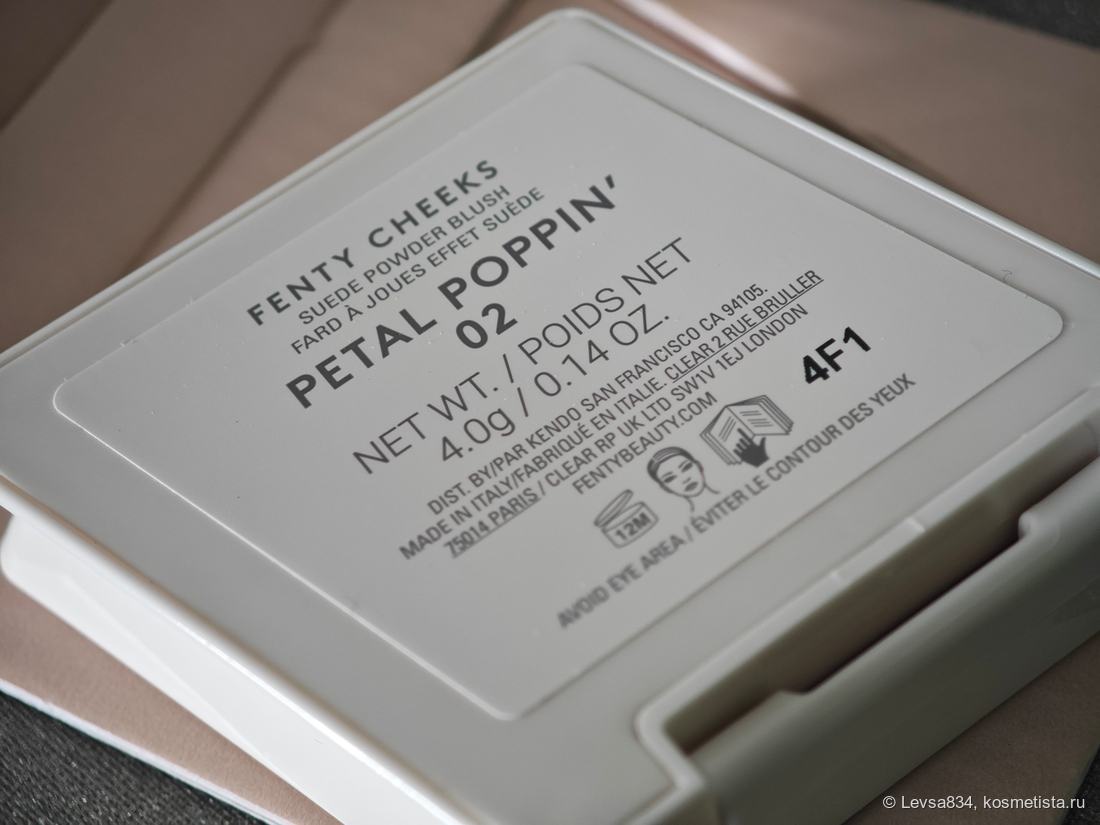 FENTY CHEEKS
SUEDE POWDER BLUSH
FARD À JOUES EFFET SUÈDE
PETAL POPPIN'
02
NET WT. / POIDS NET
4.0g / 0.14 OZ.
DIST. BY/PAR KENDO SAN FRANCISCO CA 94105.
MADE IN ITALY/FABRIQUÉ EN ITALIE. CLEAR 2 RUE BRULLER
75014 PARIS / CLEAR RP UK LTD SW1V 1EJ LONDON
FENTYBEAUTY.COM
4F1
12M
AVOID EYE AREA / ÉVITER LE CONTOUR DES YEUX
© Levsa834, kosmetista.ru